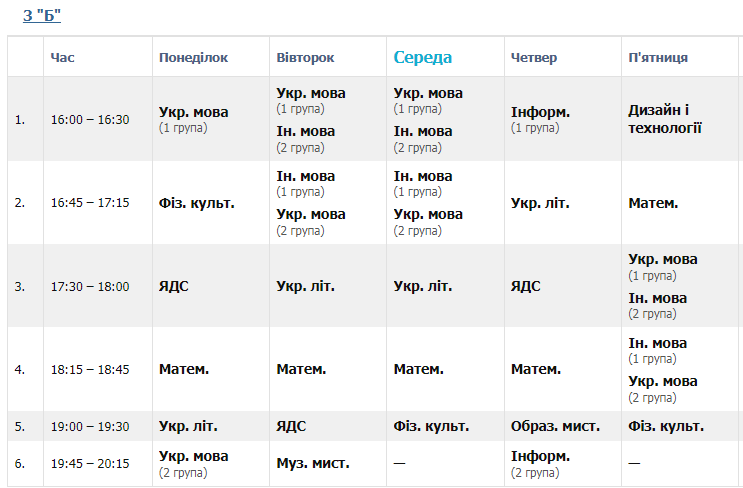 3 "Б"
Час Понеділок Вівторок Середа Четвер П'ятниця
1. 16:00 – 16:30 Укр. мова (1 група) Укр. мова (1 група) Ін. мова (2 група) Укр. мова (1 група) Ін. мова (2 група) Інформ. (1 група) Дизайн і технології
2. 16:45 – 17:15 Фіз. культ. Ін. мова (1 група) Укр. мова (2 група) Ін. мова (1 група) Укр. мова (2 група) Укр. літ. Матем.
3. 17:30 – 18:00 ЯДС Укр. літ. Укр. літ. ЯДС Укр. мова (1 група) Ін. мова (2 група)
4. 18:15 – 18:45 Матем. Матем. Матем. Матем. Ін. мова (1 група) Укр. мова (2 група)
5. 19:00 – 19:30 Укр. літ. ЯДС Фіз. культ. Образ. мист. Фіз. культ.
6. 19:45 – 20:15 Укр. мова (2 група) Муз. мист. — Інформ. (2 група) —